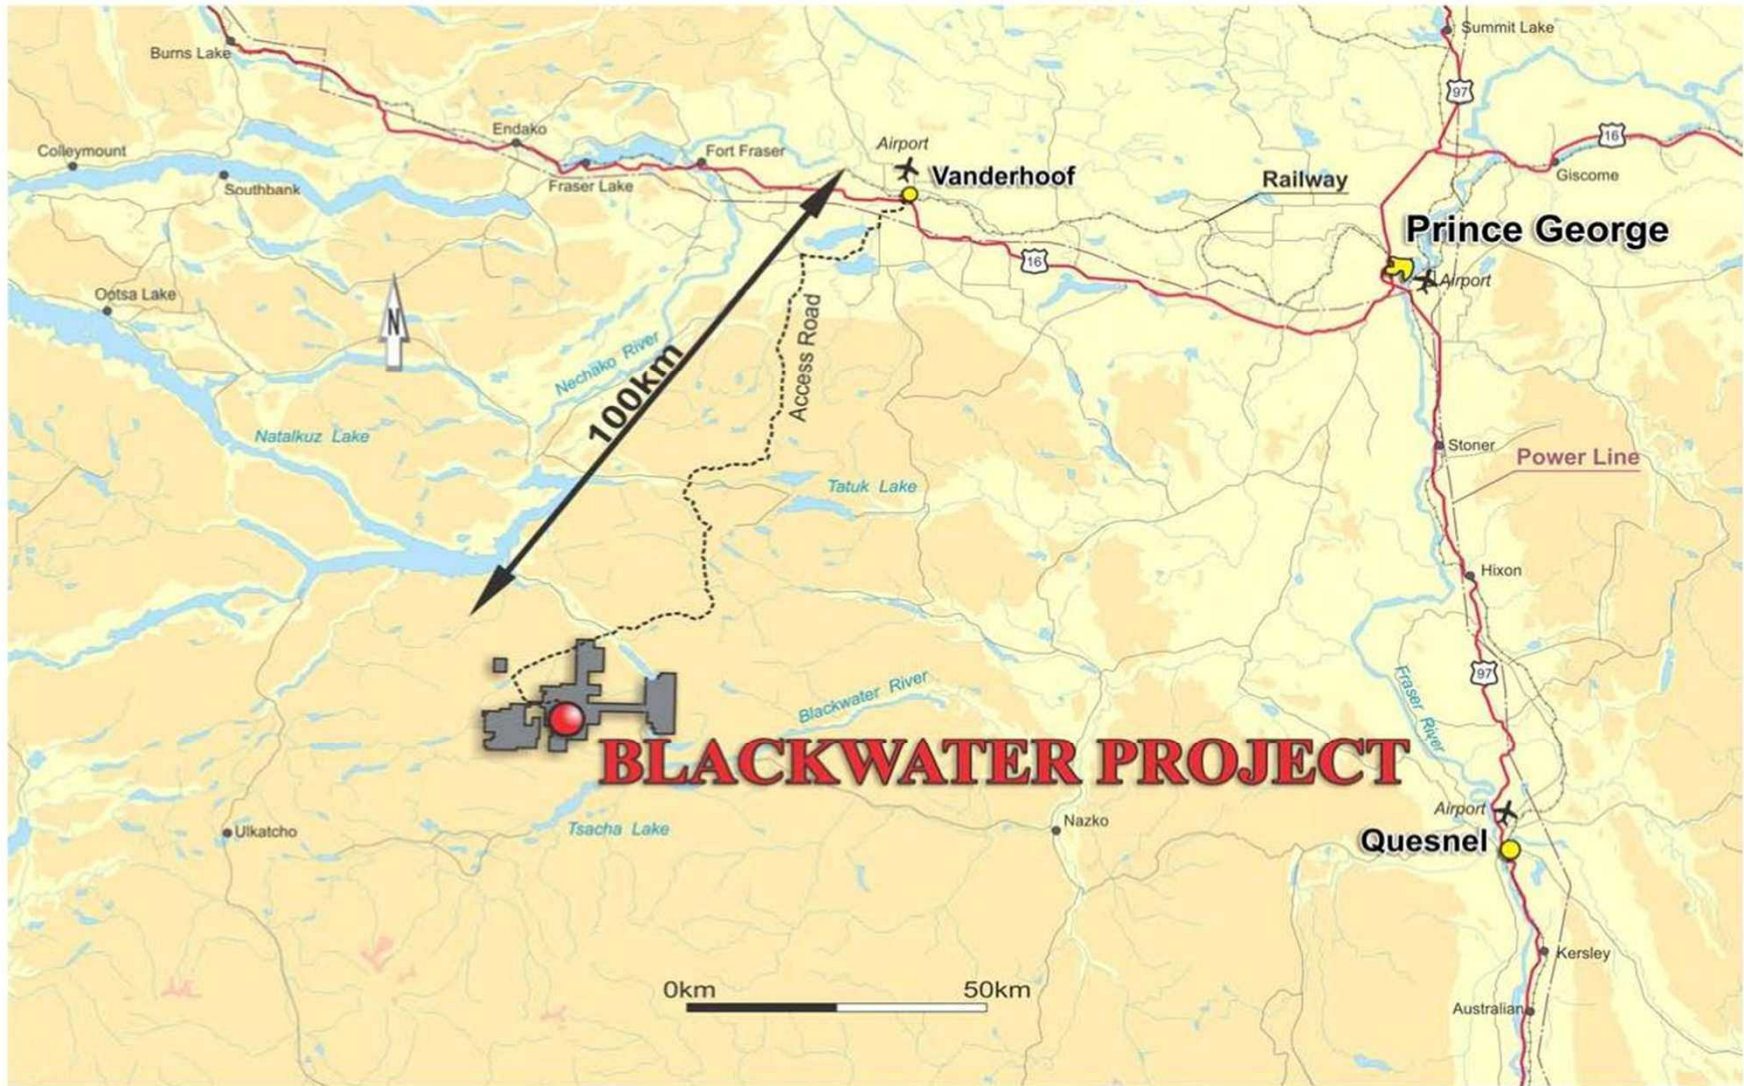 Summit Lake
Burns Lake
97
Endako
16
Colleymount
Airport
Fort Fraser
Vanderhoof
Railway
Giscome
Southbank
Fraser Lake
Prince George
16
Airport
Ootsa Lake
N
Access Road
Nechako River
100km
Natalkuz Lake
Stoner
Power Line
Tatuk Lake
Hixon
97
Fraser River
Blackwater River
BLACKWATER PROJECT
Airport
Nazko
Ulkatcho
Tsacha Lake
Quesnel
Kersley
0km 50km
Australian